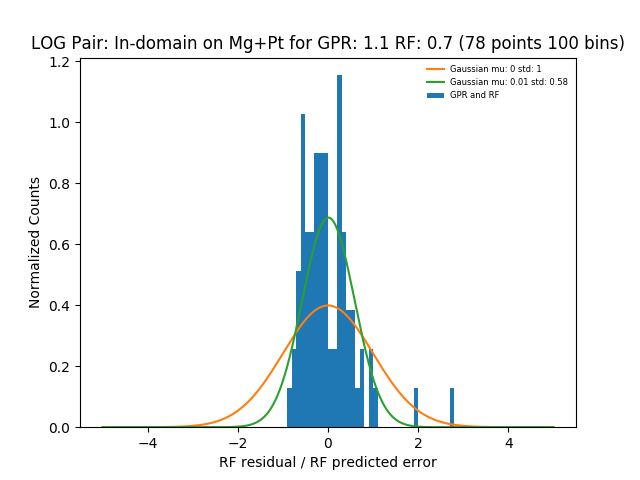 LOG Pair: In-domain on Mg+Pt for GPR: 1.1 RF: 0.7 (78 points 100 bins)
Gaussian mu: 0 std: 1
Gaussian mu: 0.01 std: 0.58
GPR and RF
Normalized Counts
1.2
1.0
0.8
0.6
0.4
0.2
0.0
−4 −2 0 2 4
RF residual / RF predicted error